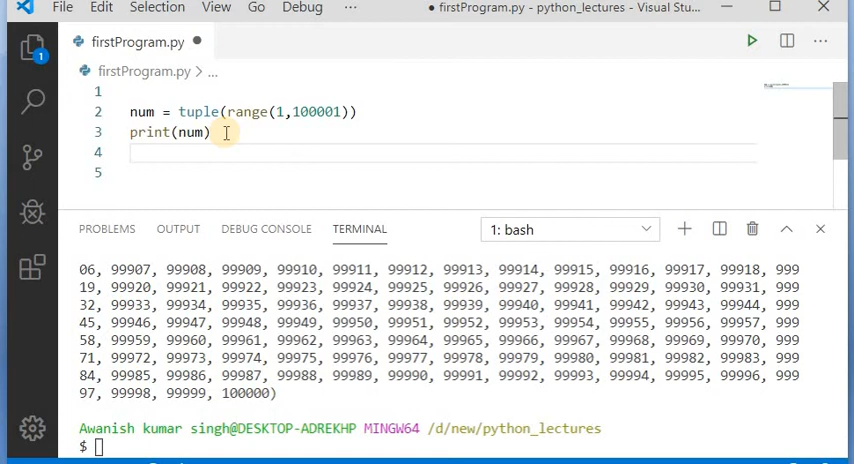 File Edit Selection View Go Debug ··· ● firstProgram.py - python_lectures - Visual Stu...
firstProgram.py ●
firstProgram.py > ...
1
2 num = tuple(range(1,100001))
3 print(num)
4
5
PROBLEMS OUTPUT DEBUG CONSOLE TERMINAL 1: bash
06, 99907, 99908, 99909, 99910, 99911, 99912, 99913, 99914, 99915, 99916, 99917, 99918, 999
19, 99920, 99921, 99922, 99923, 99924, 99925, 99926, 99927, 99928, 99929, 99930, 99931, 999
32, 99933, 99934, 99935, 99936, 99937, 99938, 99939, 99940, 99941, 99942, 99943, 99944, 999
45, 99946, 99947, 99948, 99949, 99950, 99951, 99952, 99953, 99954, 99955, 99956, 99957, 999
58, 99959, 99960, 99961, 99962, 99963, 99964, 99965, 99966, 99967, 99968, 99969, 99970, 999
71, 99972, 99973, 99974, 99975, 99976, 99977, 99978, 99979, 99980, 99981, 99982, 99983, 999
84, 99985, 99986, 99987, 99988, 99989, 99990, 99991, 99992, 99993, 99994, 99995, 99996, 999
97, 99998, 99999, 100000)
Awanish kumar singh@DESKTOP-ADREKHP MINGW64 /d/new/python_lectures
$
1